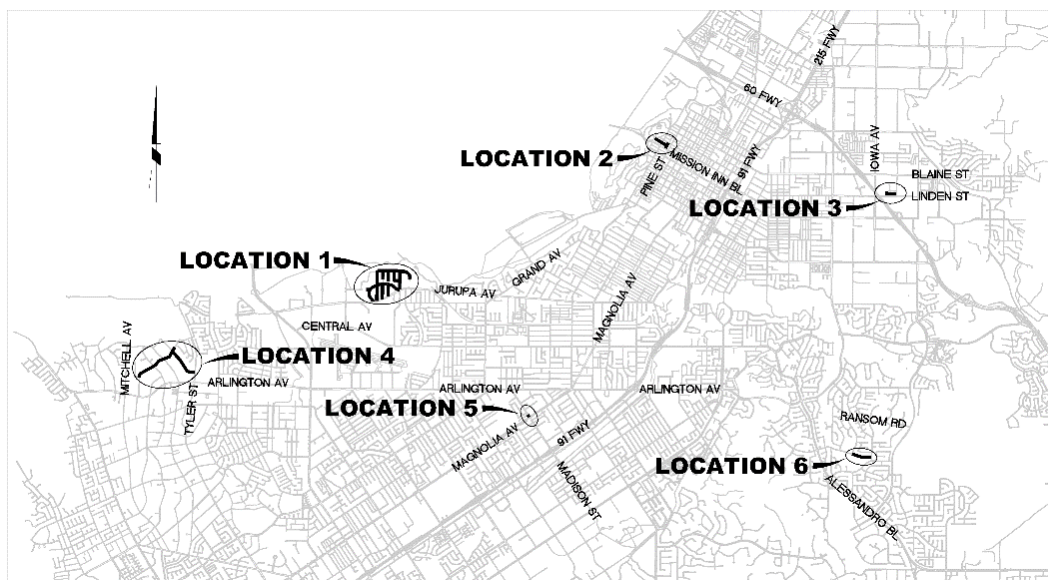 215 FWY
60 FWY
IOWA AV
LOCATION 2
MISSION INN BL
91 FWY
BLAINE ST
PINE ST
LINDEN ST
LOCATION 3
LOCATION 1
GRAND AV
JURUPA AV
MAGNOLIA AV
CENTRAL AV
MITCHELL AV
LOCATION 4
ARLINGTON AV
TYLER ST
ARLINGTON AV
ARLINGTON AV
LOCATION 5
MAGNOLIA AV
91 FWY
RANSOM RD
LOCATION 6
MADISON ST
ALESSANDRO BL